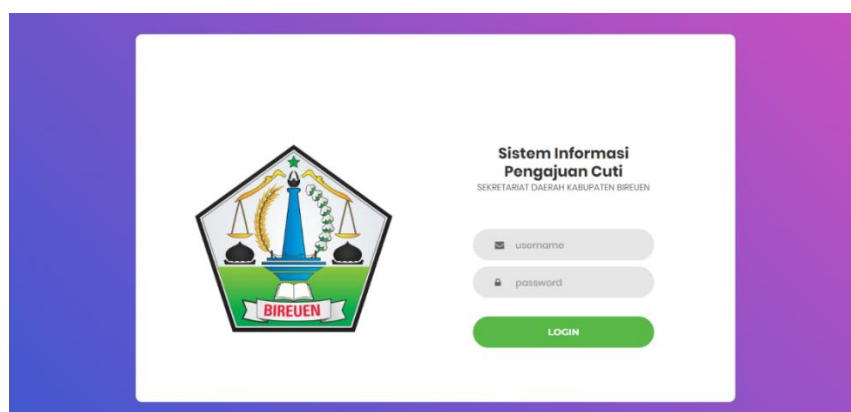 Sistem Informasi
Pengajuan Cuti
SEKRETARIAT DAERAH KABUPATEN BIREUEN
username
password
LOGIN
BIREUEN